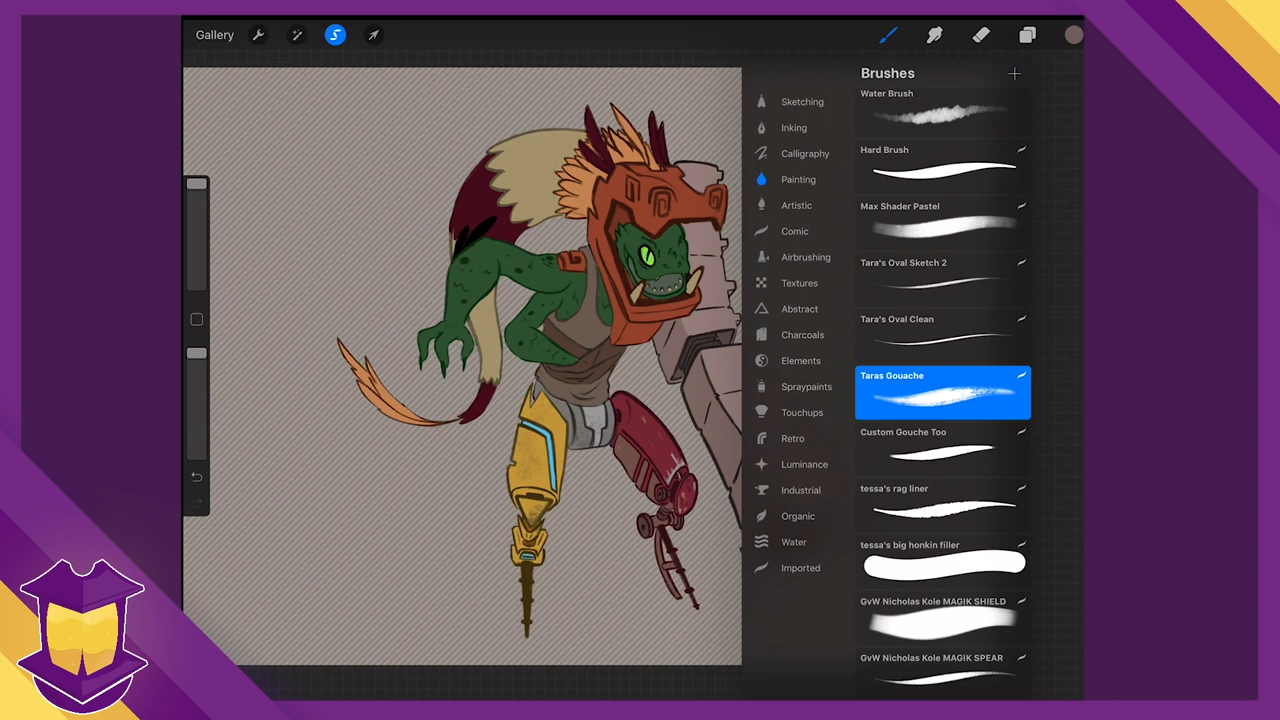 Gallery
Brushes
Sketching
Inking
Calligraphy
Painting
Artistic
Comic
Airbrushing
Textures
Abstract
Charcoals
Elements
Spraypaints
Touchups
Retro
Luminance
Industrial
Organic
Water
Imported
Water Brush
Hard Brush
Max Shader Pastel
Tara's Oval Sketch 2
Tara's Oval Clean
Taras Gouache
Custom Gouche Too
tessa's rag liner
tessa's big honkin filler
GvW Nicholas Kole MAGIK SHIELD
GvW Nicholas Kole MAGIK SPEAR